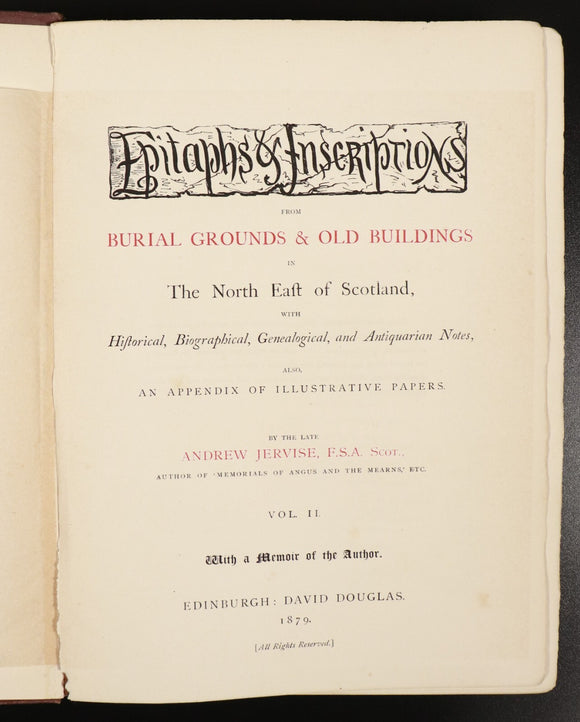 Epitaphs & Inscriptions
FROM
BURIAL GROUNDS & OLD BUILDINGS
IN
The North Eaſt of Scotland,
WITH
Hiſtorical, Biographical, Genealogical, and Antiquarian Notes,
ALSO,
AN APPENDIX OF ILLUSTRATIVE PAPERS.
BY THE LATE
ANDREW JERVISE, F.S.A. Scot.,
AUTHOR OF 'MEMORIALS OF ANGUS AND THE MEARNS,' ETC.
VOL. II.
With a Memoir of the Author.
EDINBURGH: DAVID DOUGLAS.
1879.
[All Rights Reserved.]